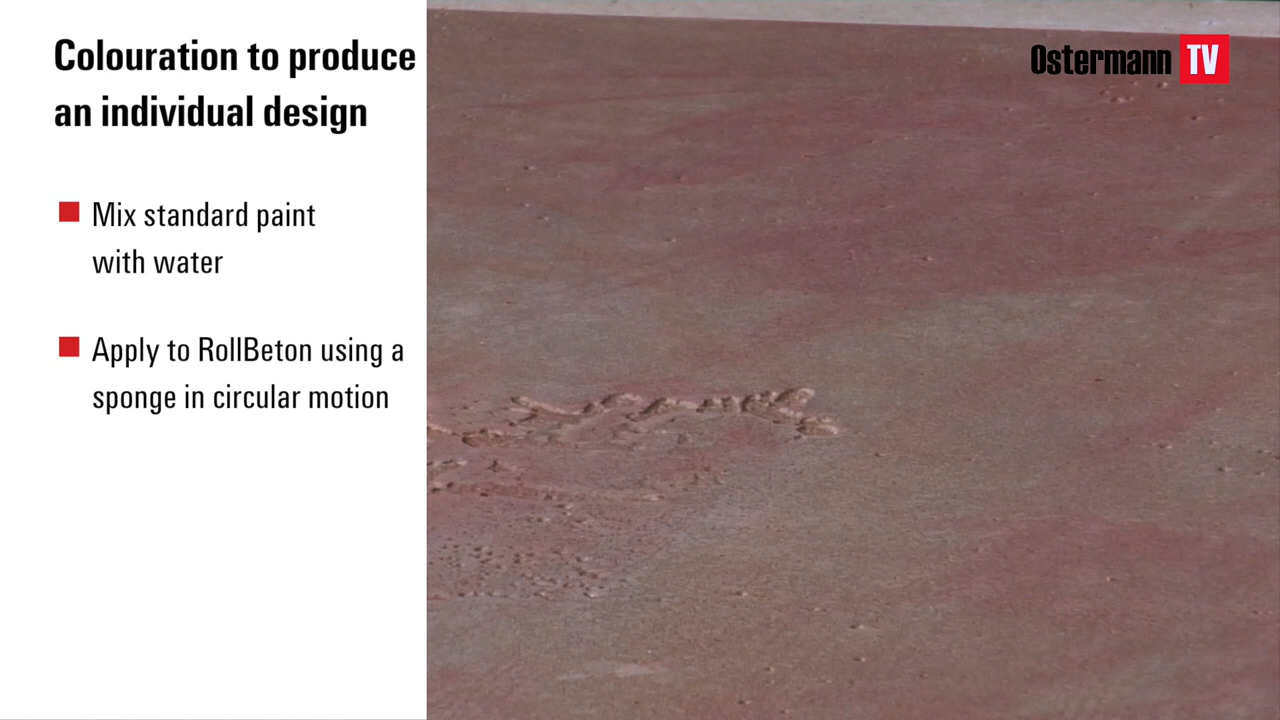 Colouration to produce
an individual design
Mix standard paint
with water
Apply to RollBeton using a
sponge in circular motion
Ostermann TV